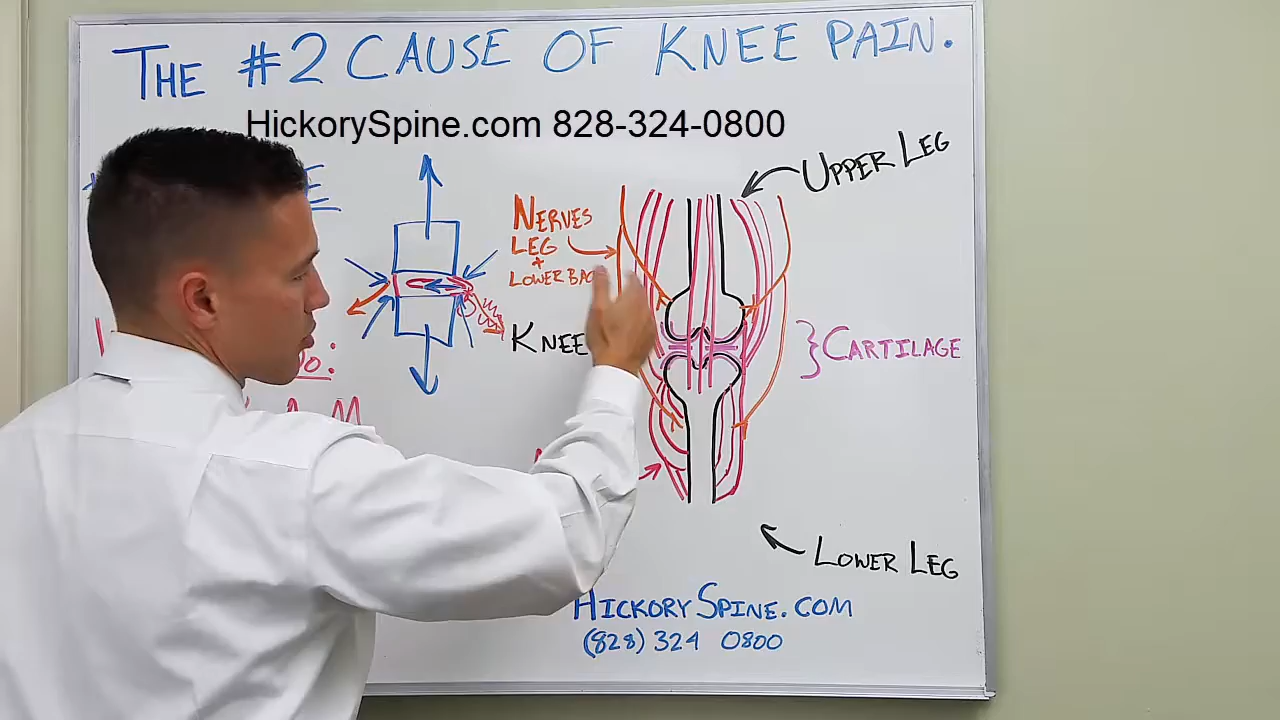 THE #2 CAUSE OF KNEE PAIN.
HickorySpine.com 828-324-0800
UPPER LEG
NERVES
LEG
+
LOWER
KNEE
} CARTILAGE
LOWER LEG
HICKORYSPINE.COM
(828) 324 0800